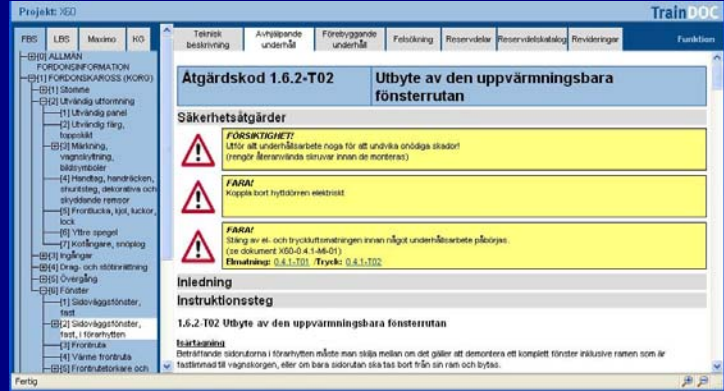 Projekt: X60
TrainDOC
FBS
LBS
Maximo
KG
Teknisk beskrivning
Avhjälpande underhåll
Förebyggande underhåll
Felsökning
Reservdelar
Reservdelskatalog
Revideringar
Funktion
[0] ALLMÄN
FORDONSINFORMATION
[1] FORDONSKAROSS (KORG)
[1] Stomme
[2] Utvändig utformning
[1] Utvändig panel
[2] Utvändig färg,
toppskikt
[3] Märkning,
vagnskyltning,
bildsymboler
[4] Handtag, handräcken,
shuntsteg, dekorativa och
skyddande remsor
[5] Frontlucka, kjol, luckor,
lock
[6] Yttre spegel
[7] Kofångare, snöplog
[3] Ingångar
[4] Drag- och stötinrättning
[5] Övergång
[6] Fönster
[1] Sidoväggsfönster,
fast
[2] Sidoväggsfönster,
fast, i förarhytten
[3] Frontruta
[4] Värme frontruta
[5] Frontrutetorkare och
Åtgärdskod 1.6.2-T02
Utbyte av den uppvärmningsbara
fönsterrutan
Säkerhetsåtgärder
FÖRSIKTIGHET!
Utför allt underhållsarbete noga för att undvika onödiga skador!
(rengör återanvända skruvar innan de monteras)
FARA!
Koppla bort hyttdörren elektriskt
FARA!
Stäng av el- och tryckluftsmatningen innan något underhållsarbete påbörjas.
(se dokument X60-0.4.1-MI-01)
Elmatning: 0.4.1-T01 /Tryck: 0.4.1-T02
Inledning
Instruktionssteg
1.6.2-T02 Utbyte av den uppvärmningsbara fönsterrutan
Isärtagning
Beträffande sidorutorna i förarhytten måste man skilja mellan om det gäller att demontera ett komplett fönster inklusive ramen som är
fastlimmad till vagnskorgen, eller om bara sidorutan ska tas bort från sin ram och bytas.
Fertig